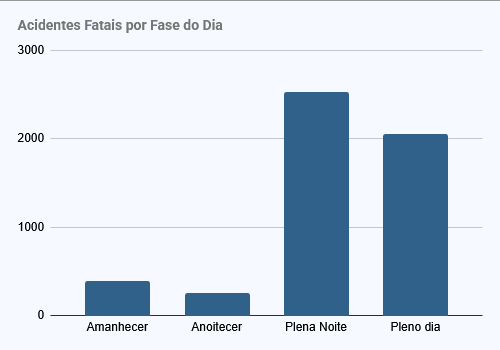 Acidentes Fatais por Fase do Dia
3000
2000
1000
0
Amanhecer Anoitecer Plena Noite Pleno dia